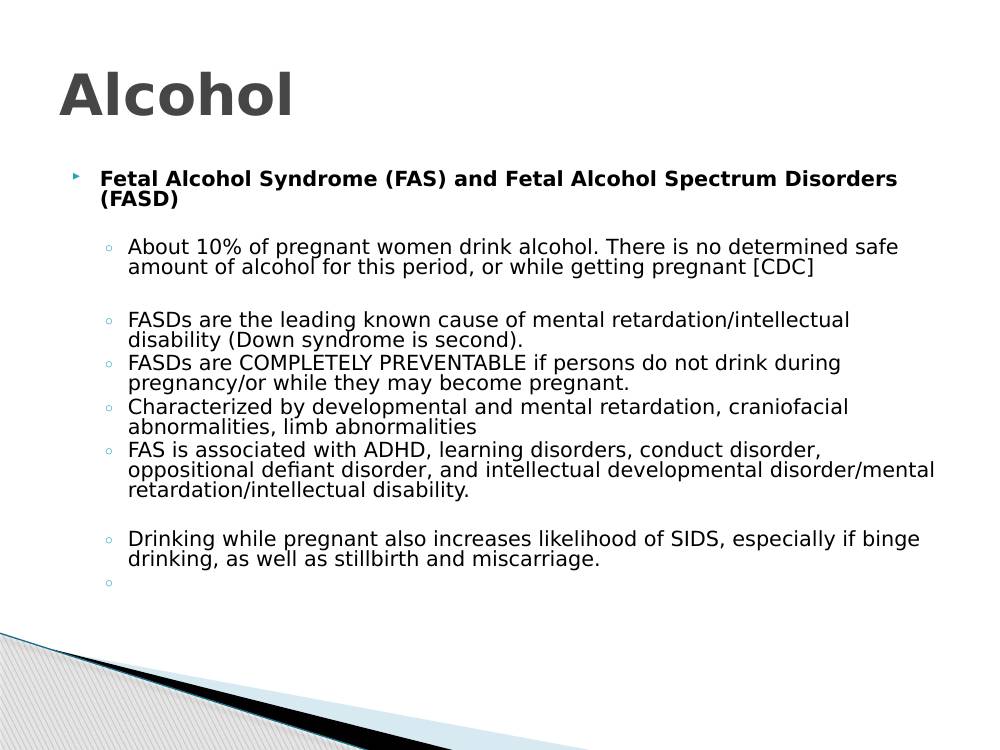 Alcohol
Fetal Alcohol Syndrome (FAS) and Fetal Alcohol Spectrum Disorders
(FASD)
About 10% of pregnant women drink alcohol. There is no determined safe
amount of alcohol for this period, or while getting pregnant [CDC]
FASDs are the leading known cause of mental retardation/intellectual
disability (Down syndrome is second).
FASDs are COMPLETELY PREVENTABLE if persons do not drink during
pregnancy/or while they may become pregnant.
Characterized by developmental and mental retardation, craniofacial
abnormalities, limb abnormalities
FAS is associated with ADHD, learning disorders, conduct disorder,
oppositional defiant disorder, and intellectual developmental disorder/mental
retardation/intellectual disability.
Drinking while pregnant also increases likelihood of SIDS, especially if binge
drinking, as well as stillbirth and miscarriage.